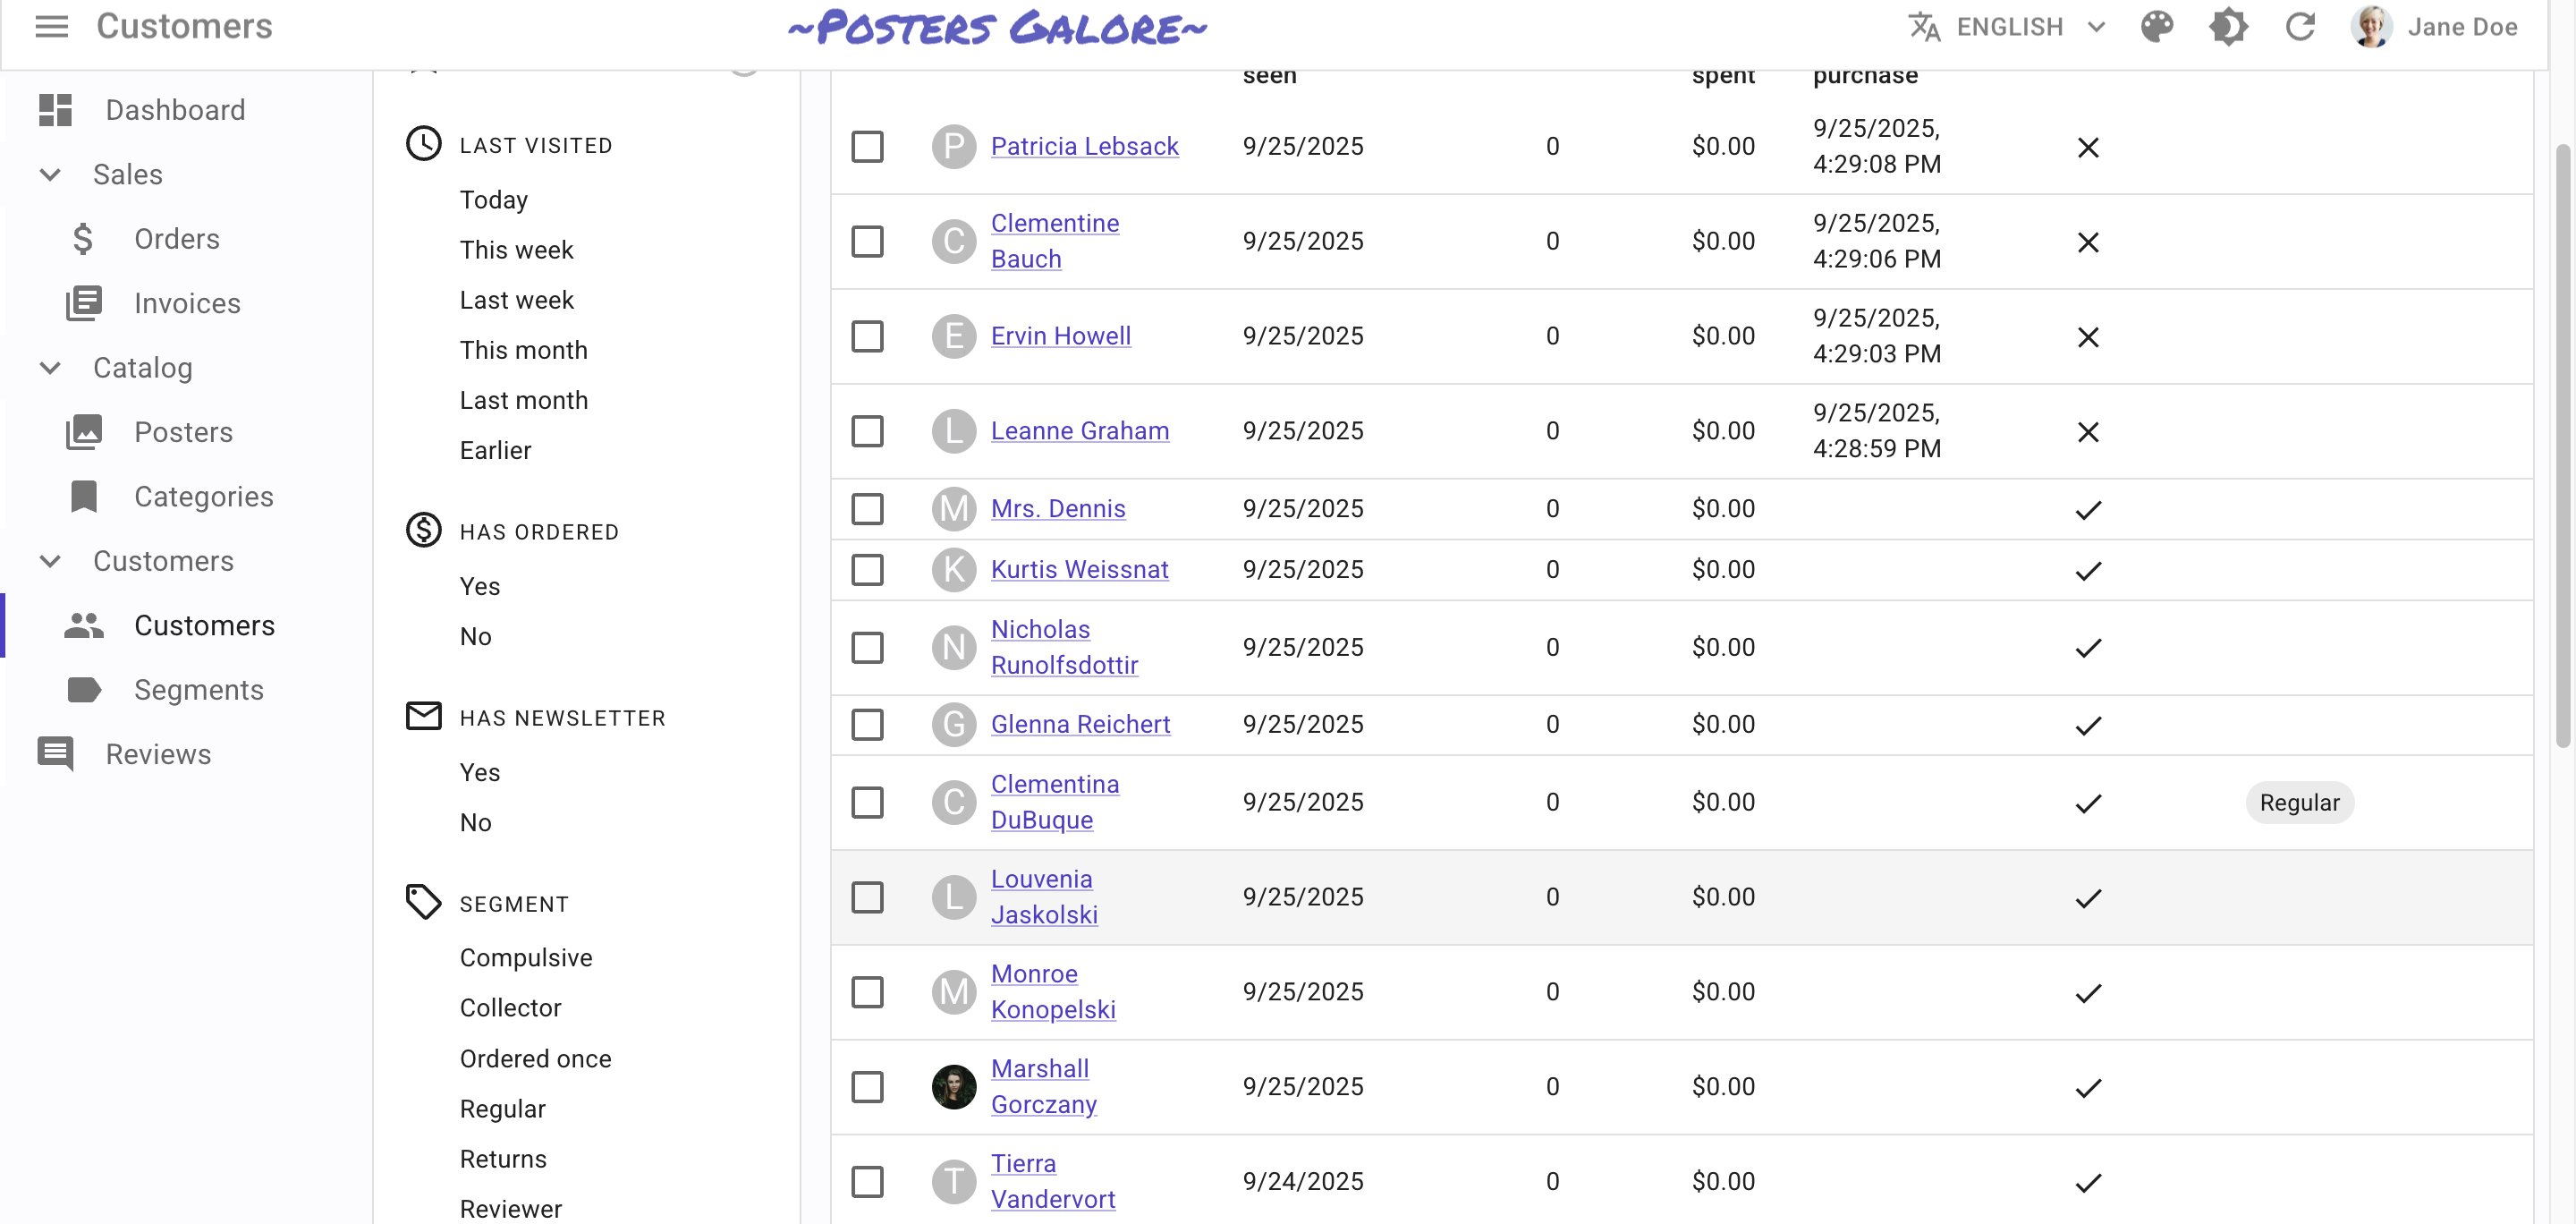 Customers
~POSTERS GALORE~
ENGLISH
Jane Doe
Dashboard
Sales
Orders
Invoices
Catalog
Posters
Categories
Customers
Customers
Segments
Reviews
LAST VISITED
Today
This week
Last week
This month
Last month
Earlier
HAS ORDERED
Yes
No
HAS NEWSLETTER
Yes
No
SEGMENT
Compulsive
Collector
Ordered once
Regular
Returns
Reviewer
seen spent purchase
P Patricia Lebsack 9/25/2025 0 $0.00 9/25/2025,
4:29:08 PM
C Clementine
Bauch 9/25/2025 0 $0.00 9/25/2025,
4:29:06 PM
E Ervin Howell 9/25/2025 0 $0.00 9/25/2025,
4:29:03 PM
L Leanne Graham 9/25/2025 0 $0.00 9/25/2025,
4:28:59 PM
M Mrs. Dennis 9/25/2025 0 $0.00
K Kurtis Weissnat 9/25/2025 0 $0.00
N Nicholas
Runolfsdottir 9/25/2025 0 $0.00
G Glenna Reichert 9/25/2025 0 $0.00
C Clementina
DuBuque 9/25/2025 0 $0.00 Regular
L Louvenia
Jaskolski 9/25/2025 0 $0.00
M Monroe
Konopelski 9/25/2025 0 $0.00
Marshall
Gorczany 9/25/2025 0 $0.00
T Tierra
Vandervort 9/24/2025 0 $0.00